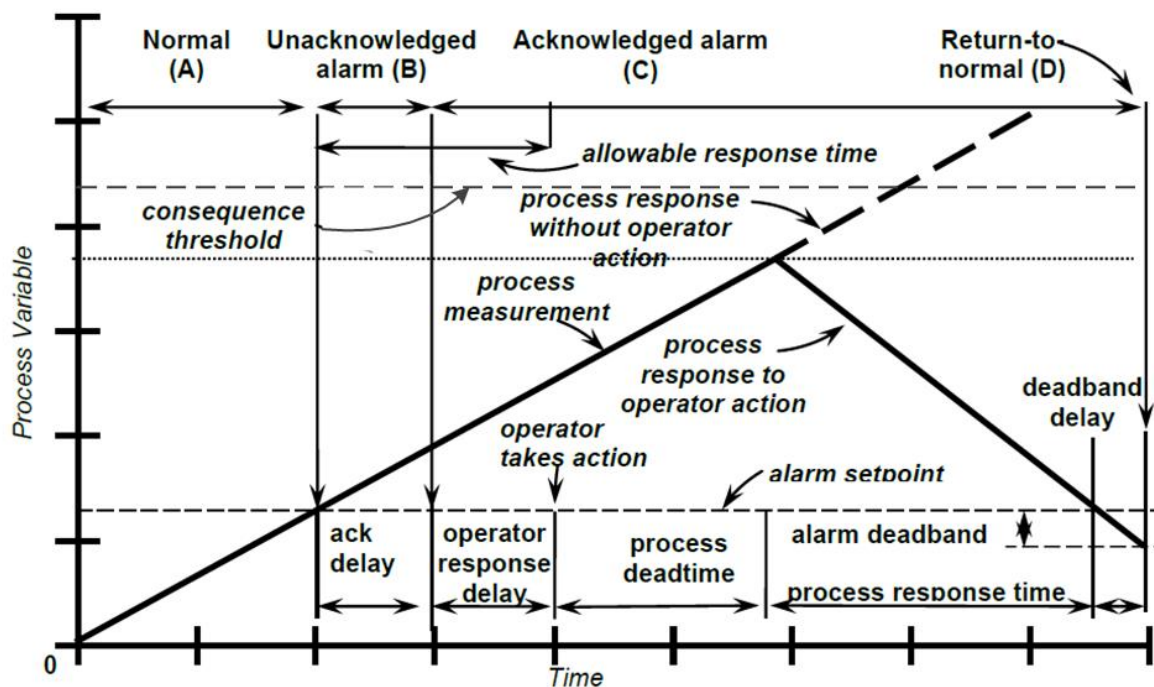 Normal
(A)
Unacknowledged
alarm (B)
Acknowledged alarm
(C)
Return-to-
normal (D)
allowable response time
consequence
threshold
process response
without operator
action
process
measurement
process
response to
operator action
deadband
delay
operator
takes action
alarm setpoint
ack
delay
operator
response
delay
process
deadtime
alarm deadband
process response time
Process Variable
0
Time